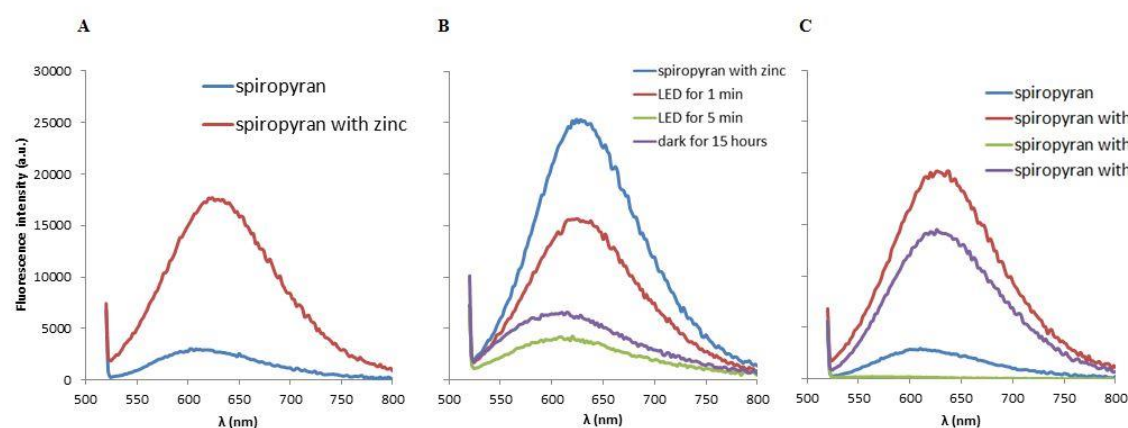 A
B
C
Fluorescence intensity (a.u.)
30000
25000
20000
15000
10000
5000
0
spiropyran
spiropyran with zinc
500 550 600 650 700 750 800
λ (nm)
spiropyran with zinc
LED for 1 min
LED for 5 min
dark for 15 hours
500 550 600 650 700 750 800
λ (nm)
spiropyran
spiropyran with
spiropyran with
spiropyran with
500 550 600 650 700 750 800
λ (nm)